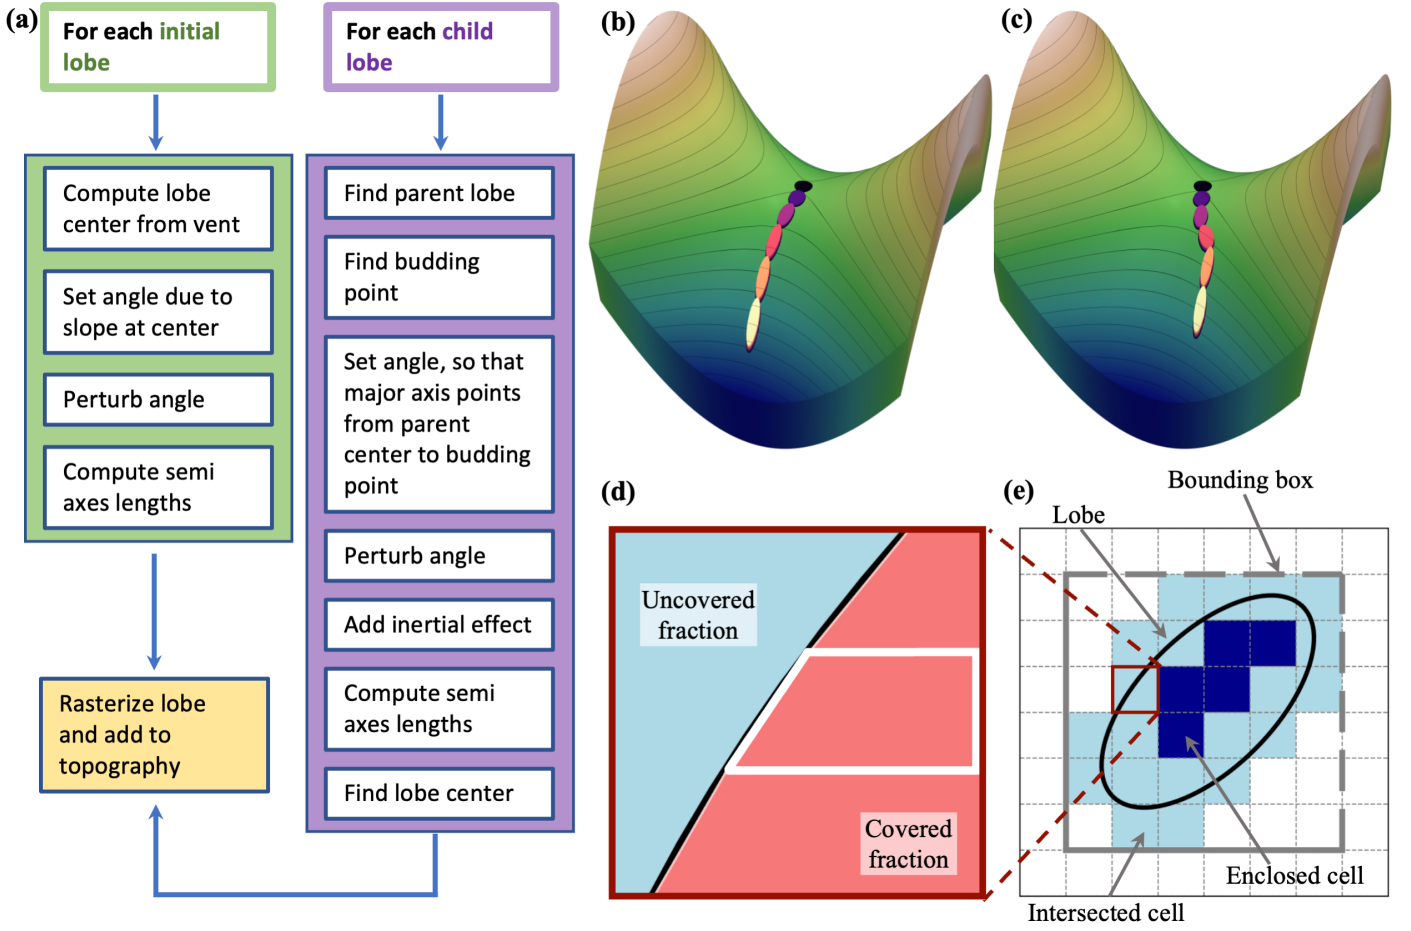 (a)
For each initial
lobe
Compute lobe
center from vent
Set angle due to
slope at center
Perturb angle
Compute semi
axes lengths
Rasterize lobe
and add to
topography
For each child
lobe
Find parent lobe
Find budding
point
Set angle, so that
major axis points
from parent
center to budding
point
Perturb angle
Add inertial effect
Compute semi
axes lengths
Find lobe center
(b)
(c)
(d)
Uncovered
fraction
Covered
fraction
(e)
Bounding box
Lobe
Enclosed cell
Intersected cell